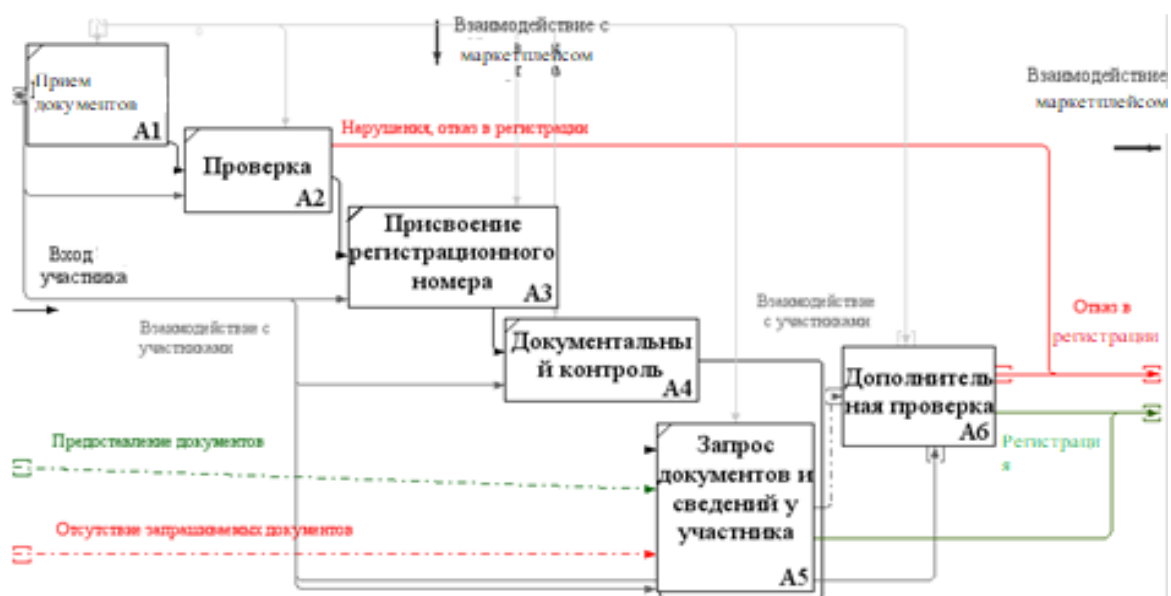 Взаимодействие с
маркетплейсом
Прием
документов
A1
Взаимодействие
маркетплейсом
Нарушения, отказ в регистрации
Проверка
A2
Присвоение
регистрационного
номера
A3
Вход
участника
Взаимодействие с
участниками
Взаимодействие
с участниками
Отказ в
регистрации
Документальны
й контроль
A4
Дополнитель
ная проверка
A6
Предоставление документов
Регистраци
я
Запрос
документов и
сведений у
участника
A5
Отсутствие запрашиваемых документов